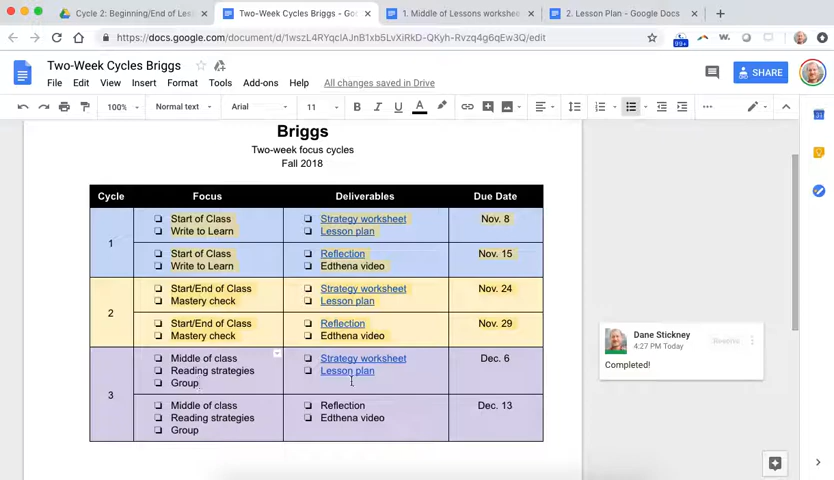 Cycle 2: Beginning/End of Les
Two-Week Cycles Briggs - Go
1. Middle of Lessons workshee
2. Lesson Plan - Google Docs
https://docs.google.com/document/d/1wszL4RYqclAJnB1xb5LvXiRkD-QKyh-Rvzq4g6qEw3Q/edit
99+
Two-Week Cycles Briggs
File Edit View Insert Format Tools Add-ons Help All changes saved in Drive
SHARE
100% Normal text Arial 11 B I U A
Briggs
Two-week focus cycles
Fall 2018
Cycle Focus Deliverables Due Date
1
Start of Class Strategy worksheet Nov. 8
Write to Learn Lesson plan
Start of Class Reflection Nov. 15
Write to Learn Edthena video
2
Start/End of Class Strategy worksheet Nov. 24
Mastery check Lesson plan
Start/End of Class Reflection Nov. 29
Mastery check Edthena video
3
Middle of class Strategy worksheet Dec. 6
Reading strategies Lesson plan
Group
Middle of class Reflection Dec. 13
Reading strategies Edthena video
Group
Dane Stickney
4:27 PM Today
Resolve
Completed!
31